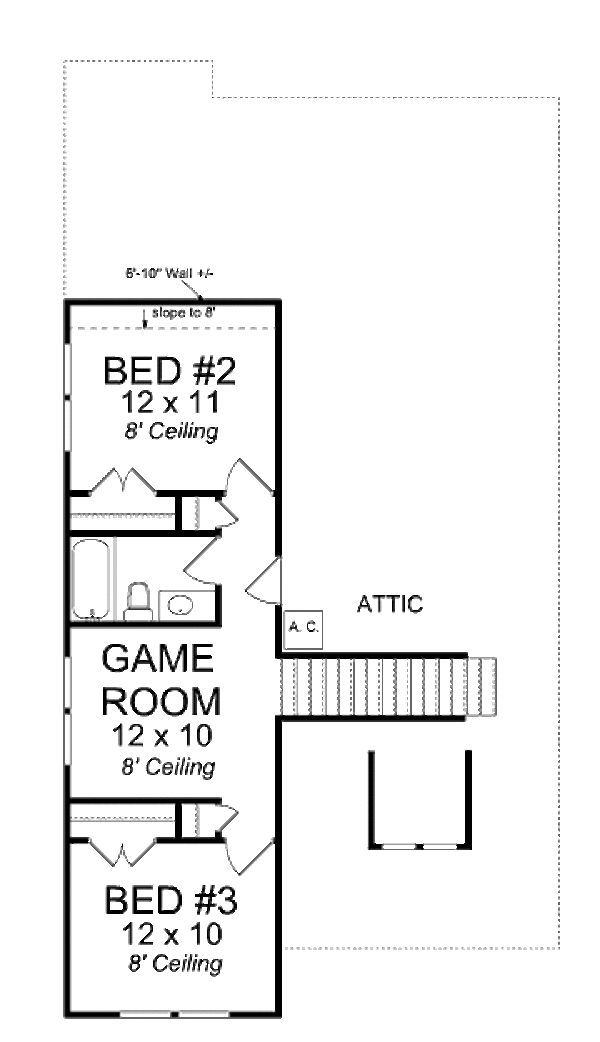 6'-10" Wall +/-
slope to 8'
BED #2
12 x 11
8' Ceiling
ATTIC
A. C.
GAME
ROOM
12 x 10
8' Ceiling
BED #3
12 x 10
8' Ceiling